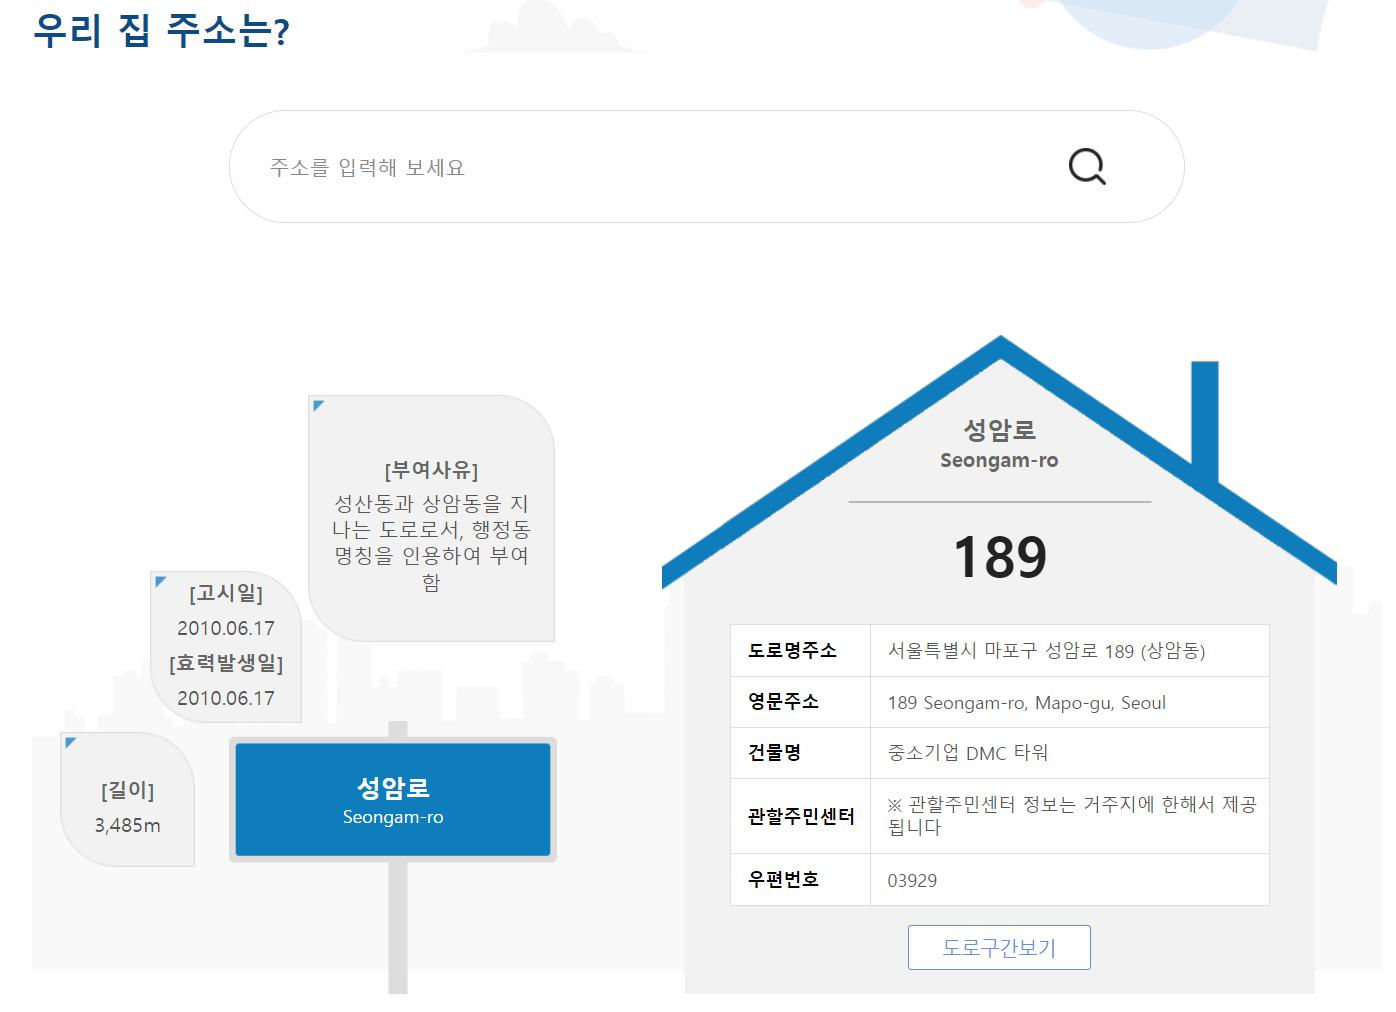 우리 집 주소는?
주소를 입력해 보세요
[부여사유]
성산동과 상암동을 지
나는 도로로서, 행정동
명칭을 인용하여 부여
함
[고시일]
2010.06.17
[효력발생일]
2010.06.17
[길이]
3,485m
성암로
Seongam-ro
성암로
Seongam-ro
189
도로명주소 서울특별시 마포구 성암로 189 (상암동)
영문주소 189 Seongam-ro, Mapo-gu, Seoul
건물명 중소기업 DMC 타워
관할주민센터 ※ 관할주민센터 정보는 거주지에 한해서 제공
됩니다
우편번호 03929
도로구간보기